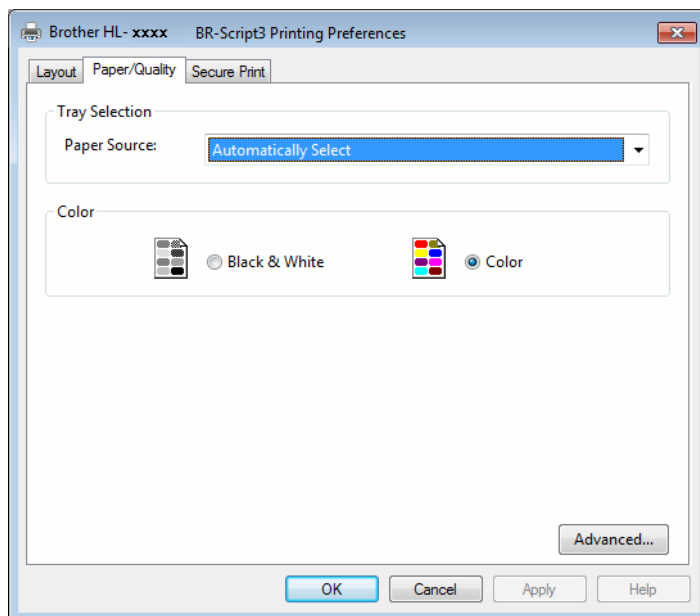 Brother HL- xxxx BR-Script3 Printing Preferences
Layout Paper/Quality Secure Print
Tray Selection
Paper Source: Automatically Select
Color
Black & White Color
Advanced...
OK Cancel Apply Help